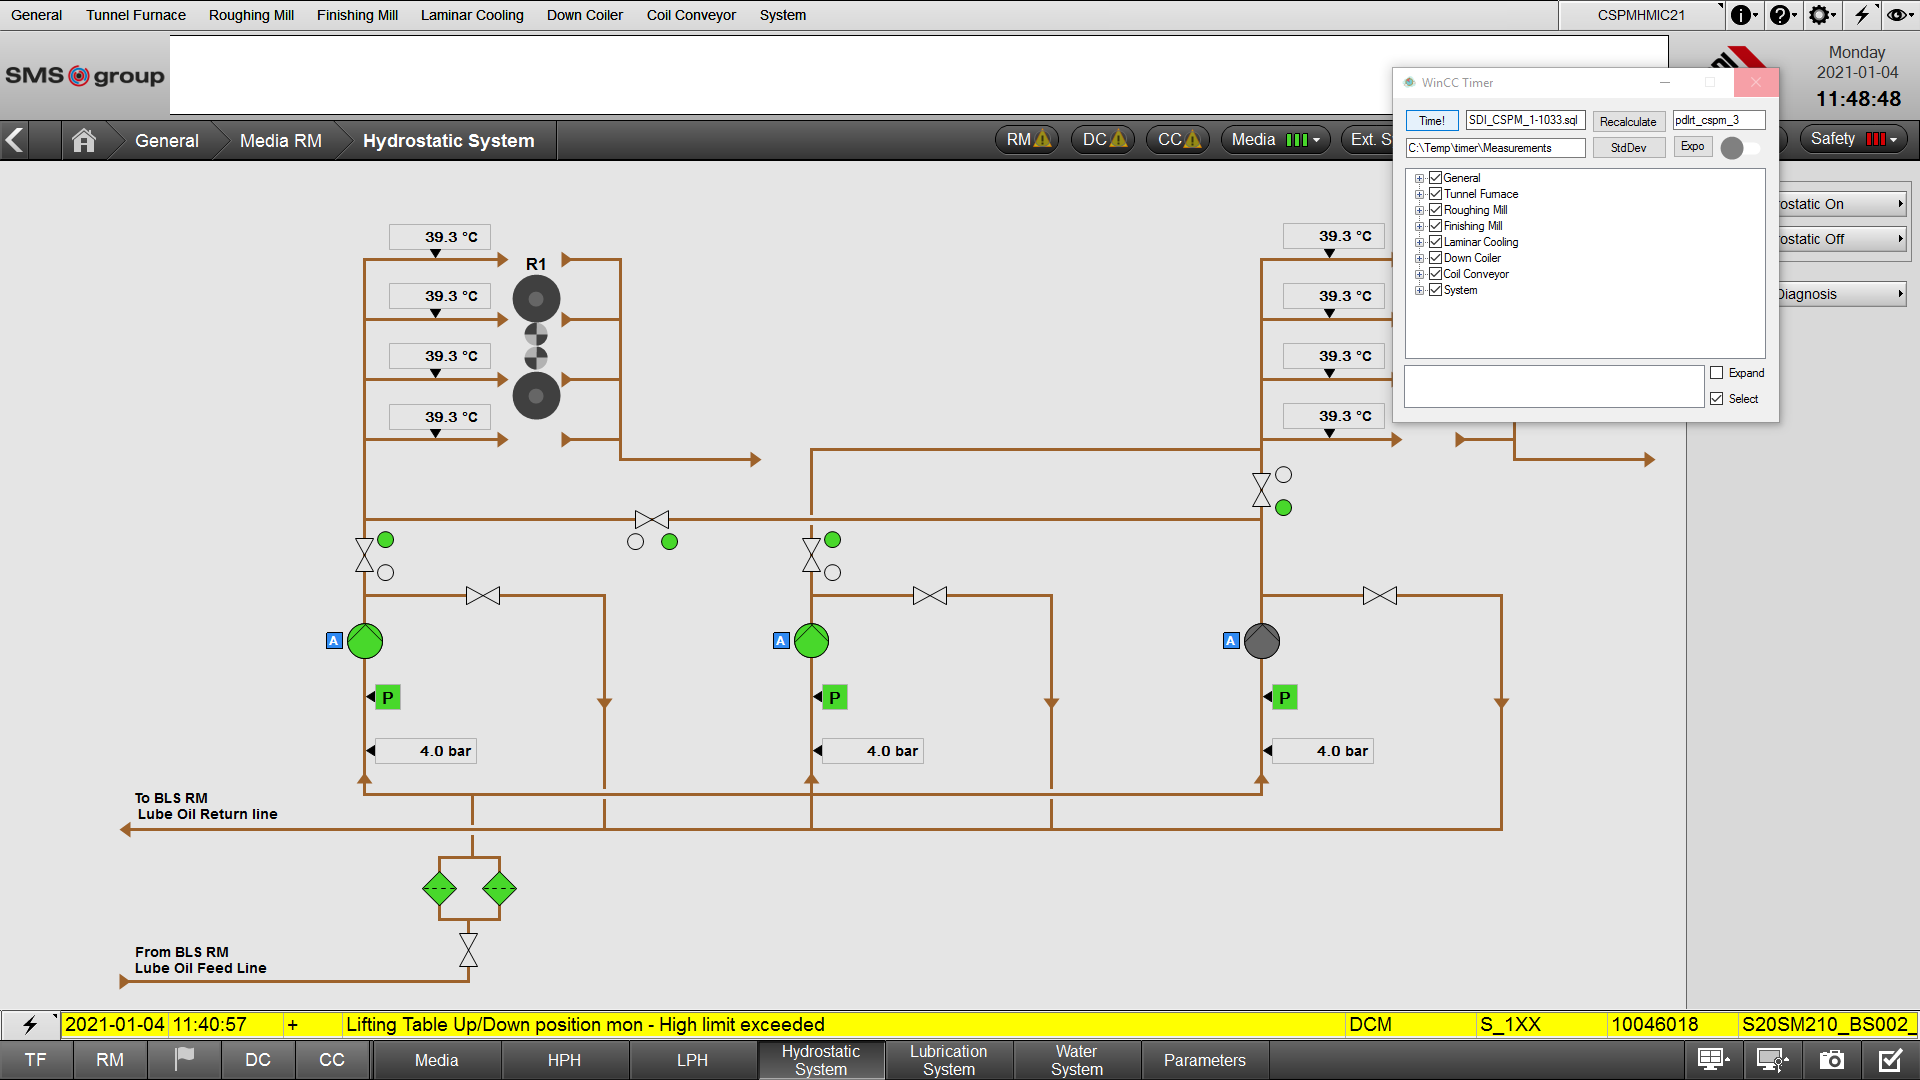 General Tunnel Furnace Roughing Mill Finishing Mill Laminar Cooling Down Coiler Coil Conveyor System CSPMHMIC21
SMS group
Monday
2021-01-04
11:48:48
WinCC Timer
Time! SDI_CSPM_1-1033.sql Recalculate pdlrt_cspm_3
C:\Temp\timer\Measurements StdDev Expo
General Media RM Hydrostatic System RM DC CC Media Ext. S Safety
General
Tunnel Furnace
Roughing Mill
Finishing Mill
Laminar Cooling
Down Coiler
Coil Conveyor
System
Expand
Select
rostatic On
rostatic Off
Diagnosis
39.3 °C
39.3 °C
39.3 °C
39.3 °C
R1
39.3 °C
39.3 °C
39.3 °C
39.3 °C
A A A
P P P
4.0 bar 4.0 bar 4.0 bar
To BLS RM
Lube Oil Return line
From BLS RM
Lube Oil Feed Line
2021-01-04 11:40:57 + Lifting Table Up/Down position mon - High limit exceeded DCM S_1XX 10046018 S20SM210_BS002_
TF RM DC CC Media HPH LPH Hydrostatic System Lubrication System Water System Parameters